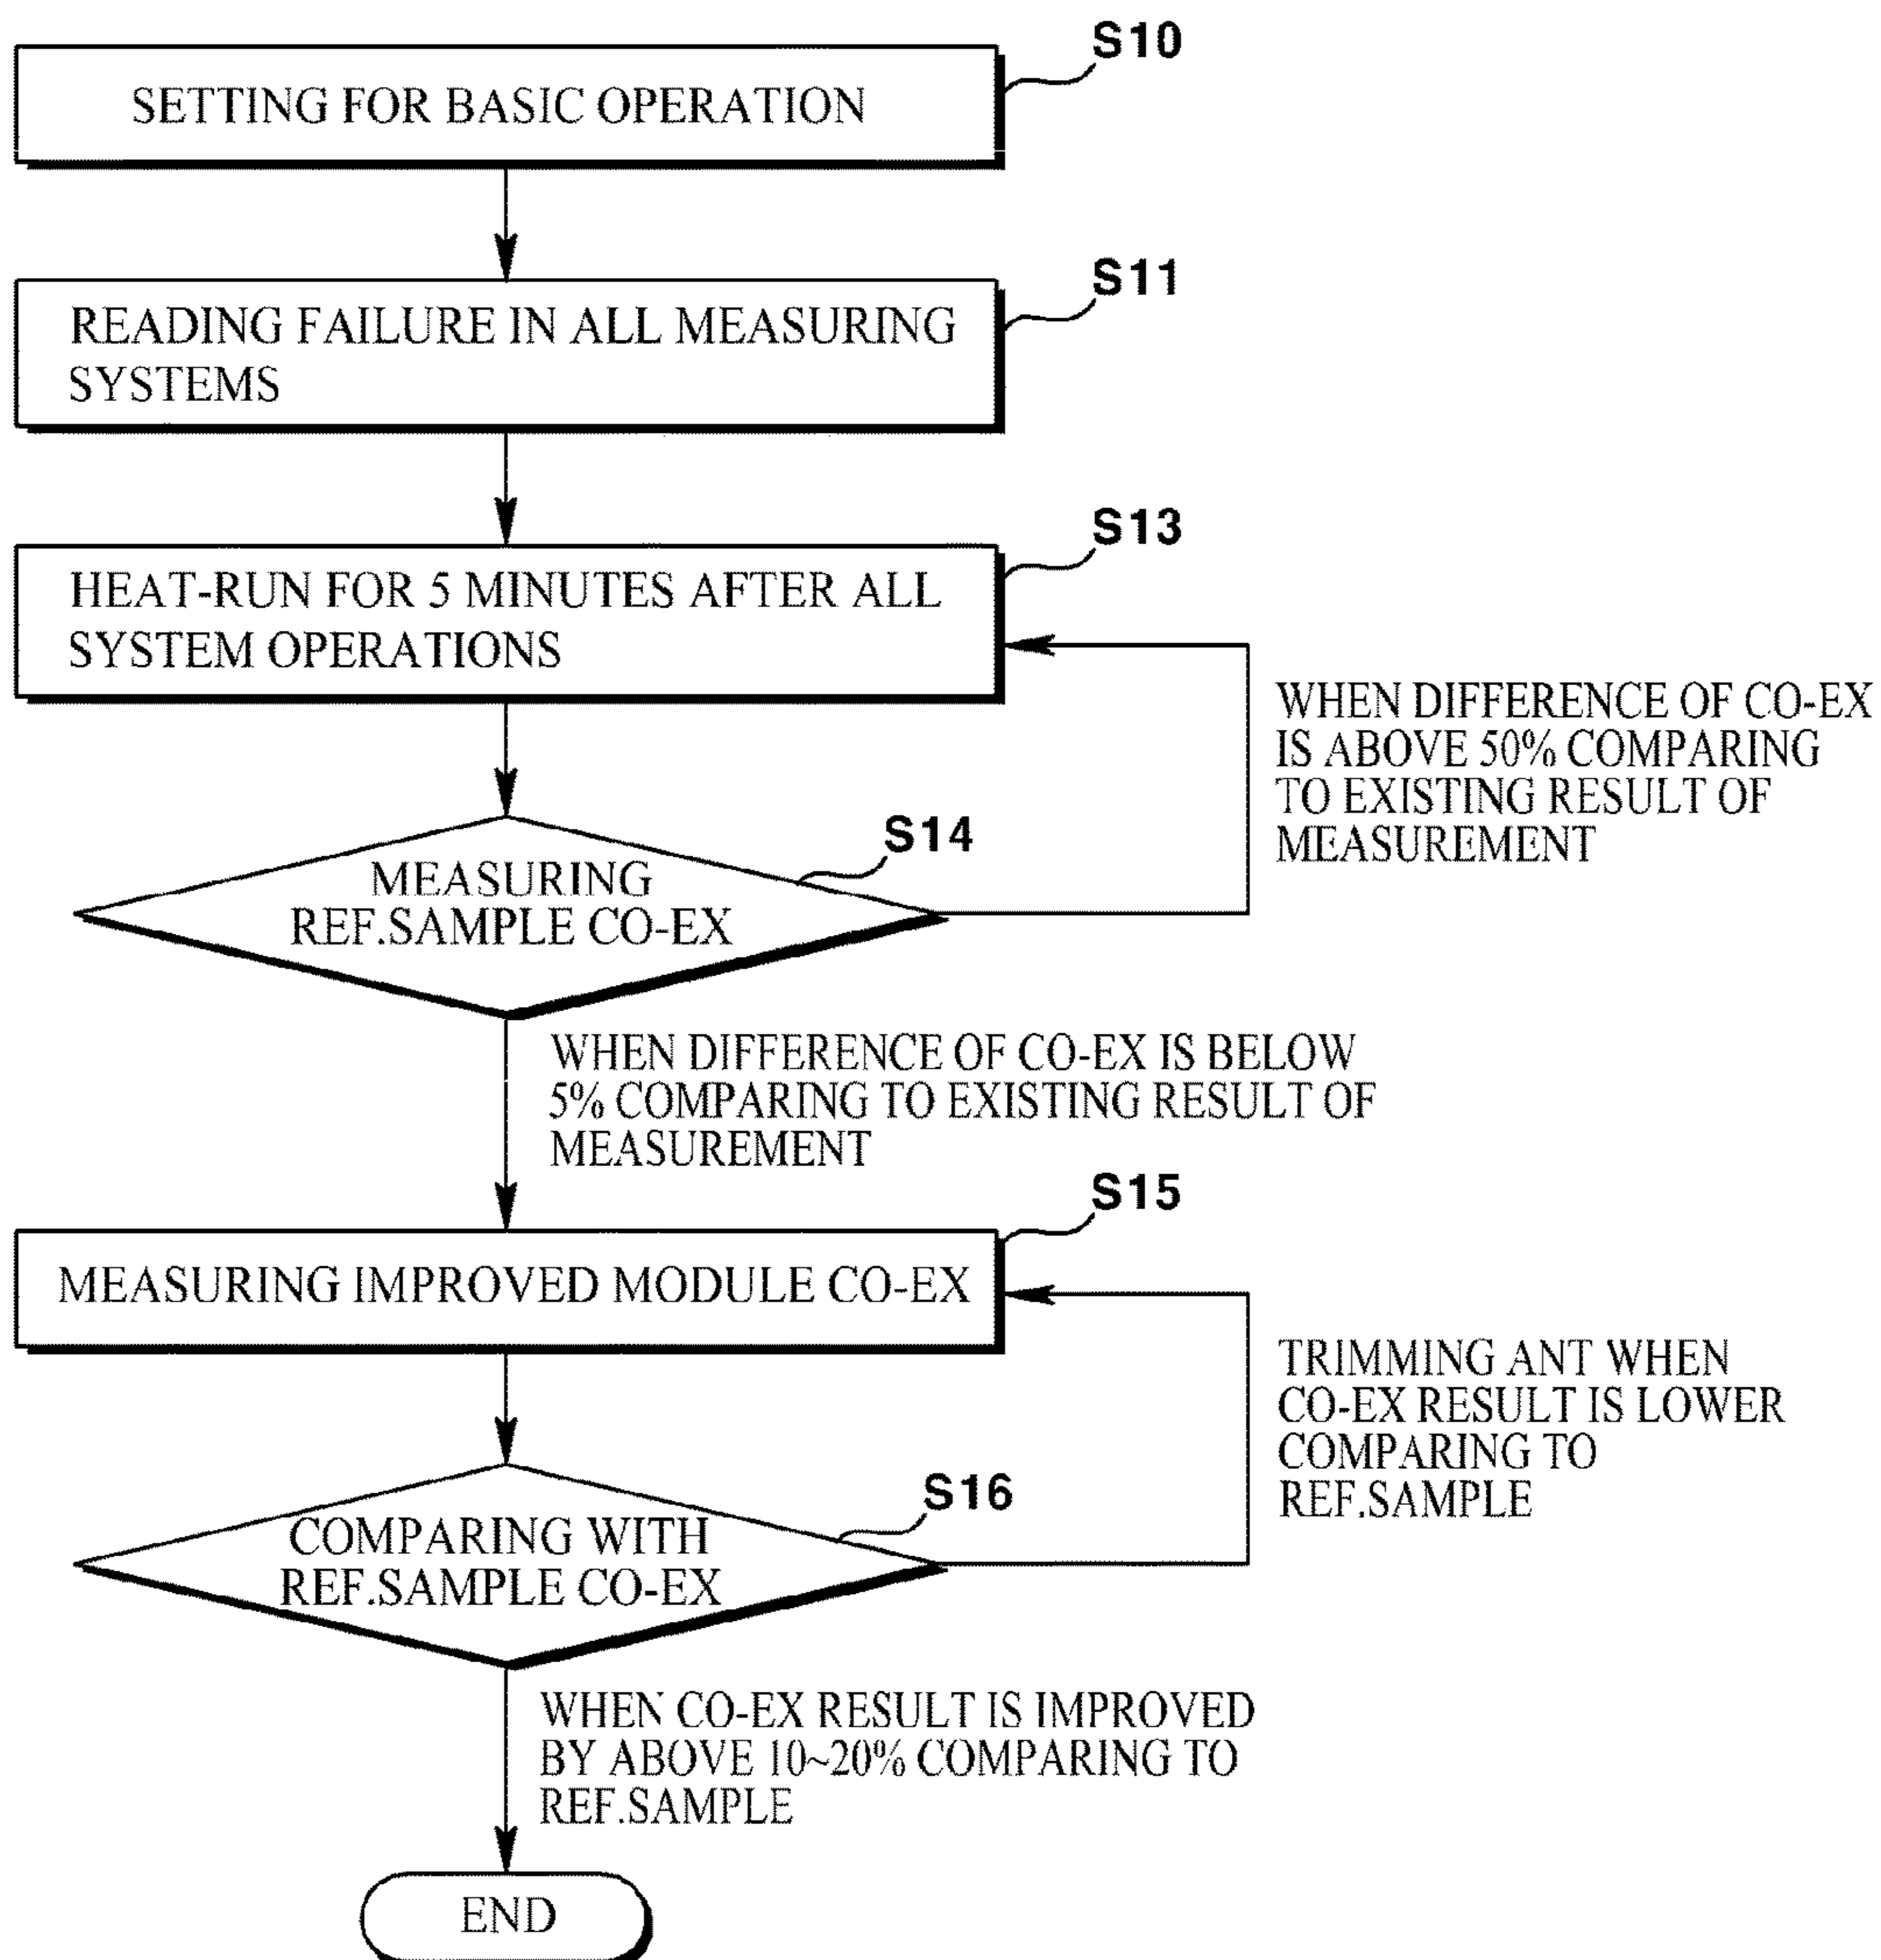 S10
SETTING FOR BASIC OPERATION
S11
READING FAILURE IN ALL MEASURING
SYSTEMS
S13
HEAT-RUN FOR 5 MINUTES AFTER ALL
SYSTEM OPERATIONS
WHEN DIFFERENCE OF CO-EX
IS ABOVE 50% COMPARING
TO EXISTING RESULT OF
MEASUREMENT
S14
MEASURING
REF.SAMPLE CO-EX
WHEN DIFFERENCE OF CO-EX IS BELOW
5% COMPARING TO EXISTING RESULT OF
MEASUREMENT
S15
MEASURING IMPROVED MODULE CO-EX
TRIMMING ANT WHEN
CO-EX RESULT IS LOWER
COMPARING TO
REF.SAMPLE
S16
COMPARING WITH
REF.SAMPLE CO-EX
WHEN CO-EX RESULT IS IMPROVED
BY ABOVE 10~20% COMPARING TO
REF.SAMPLE
END